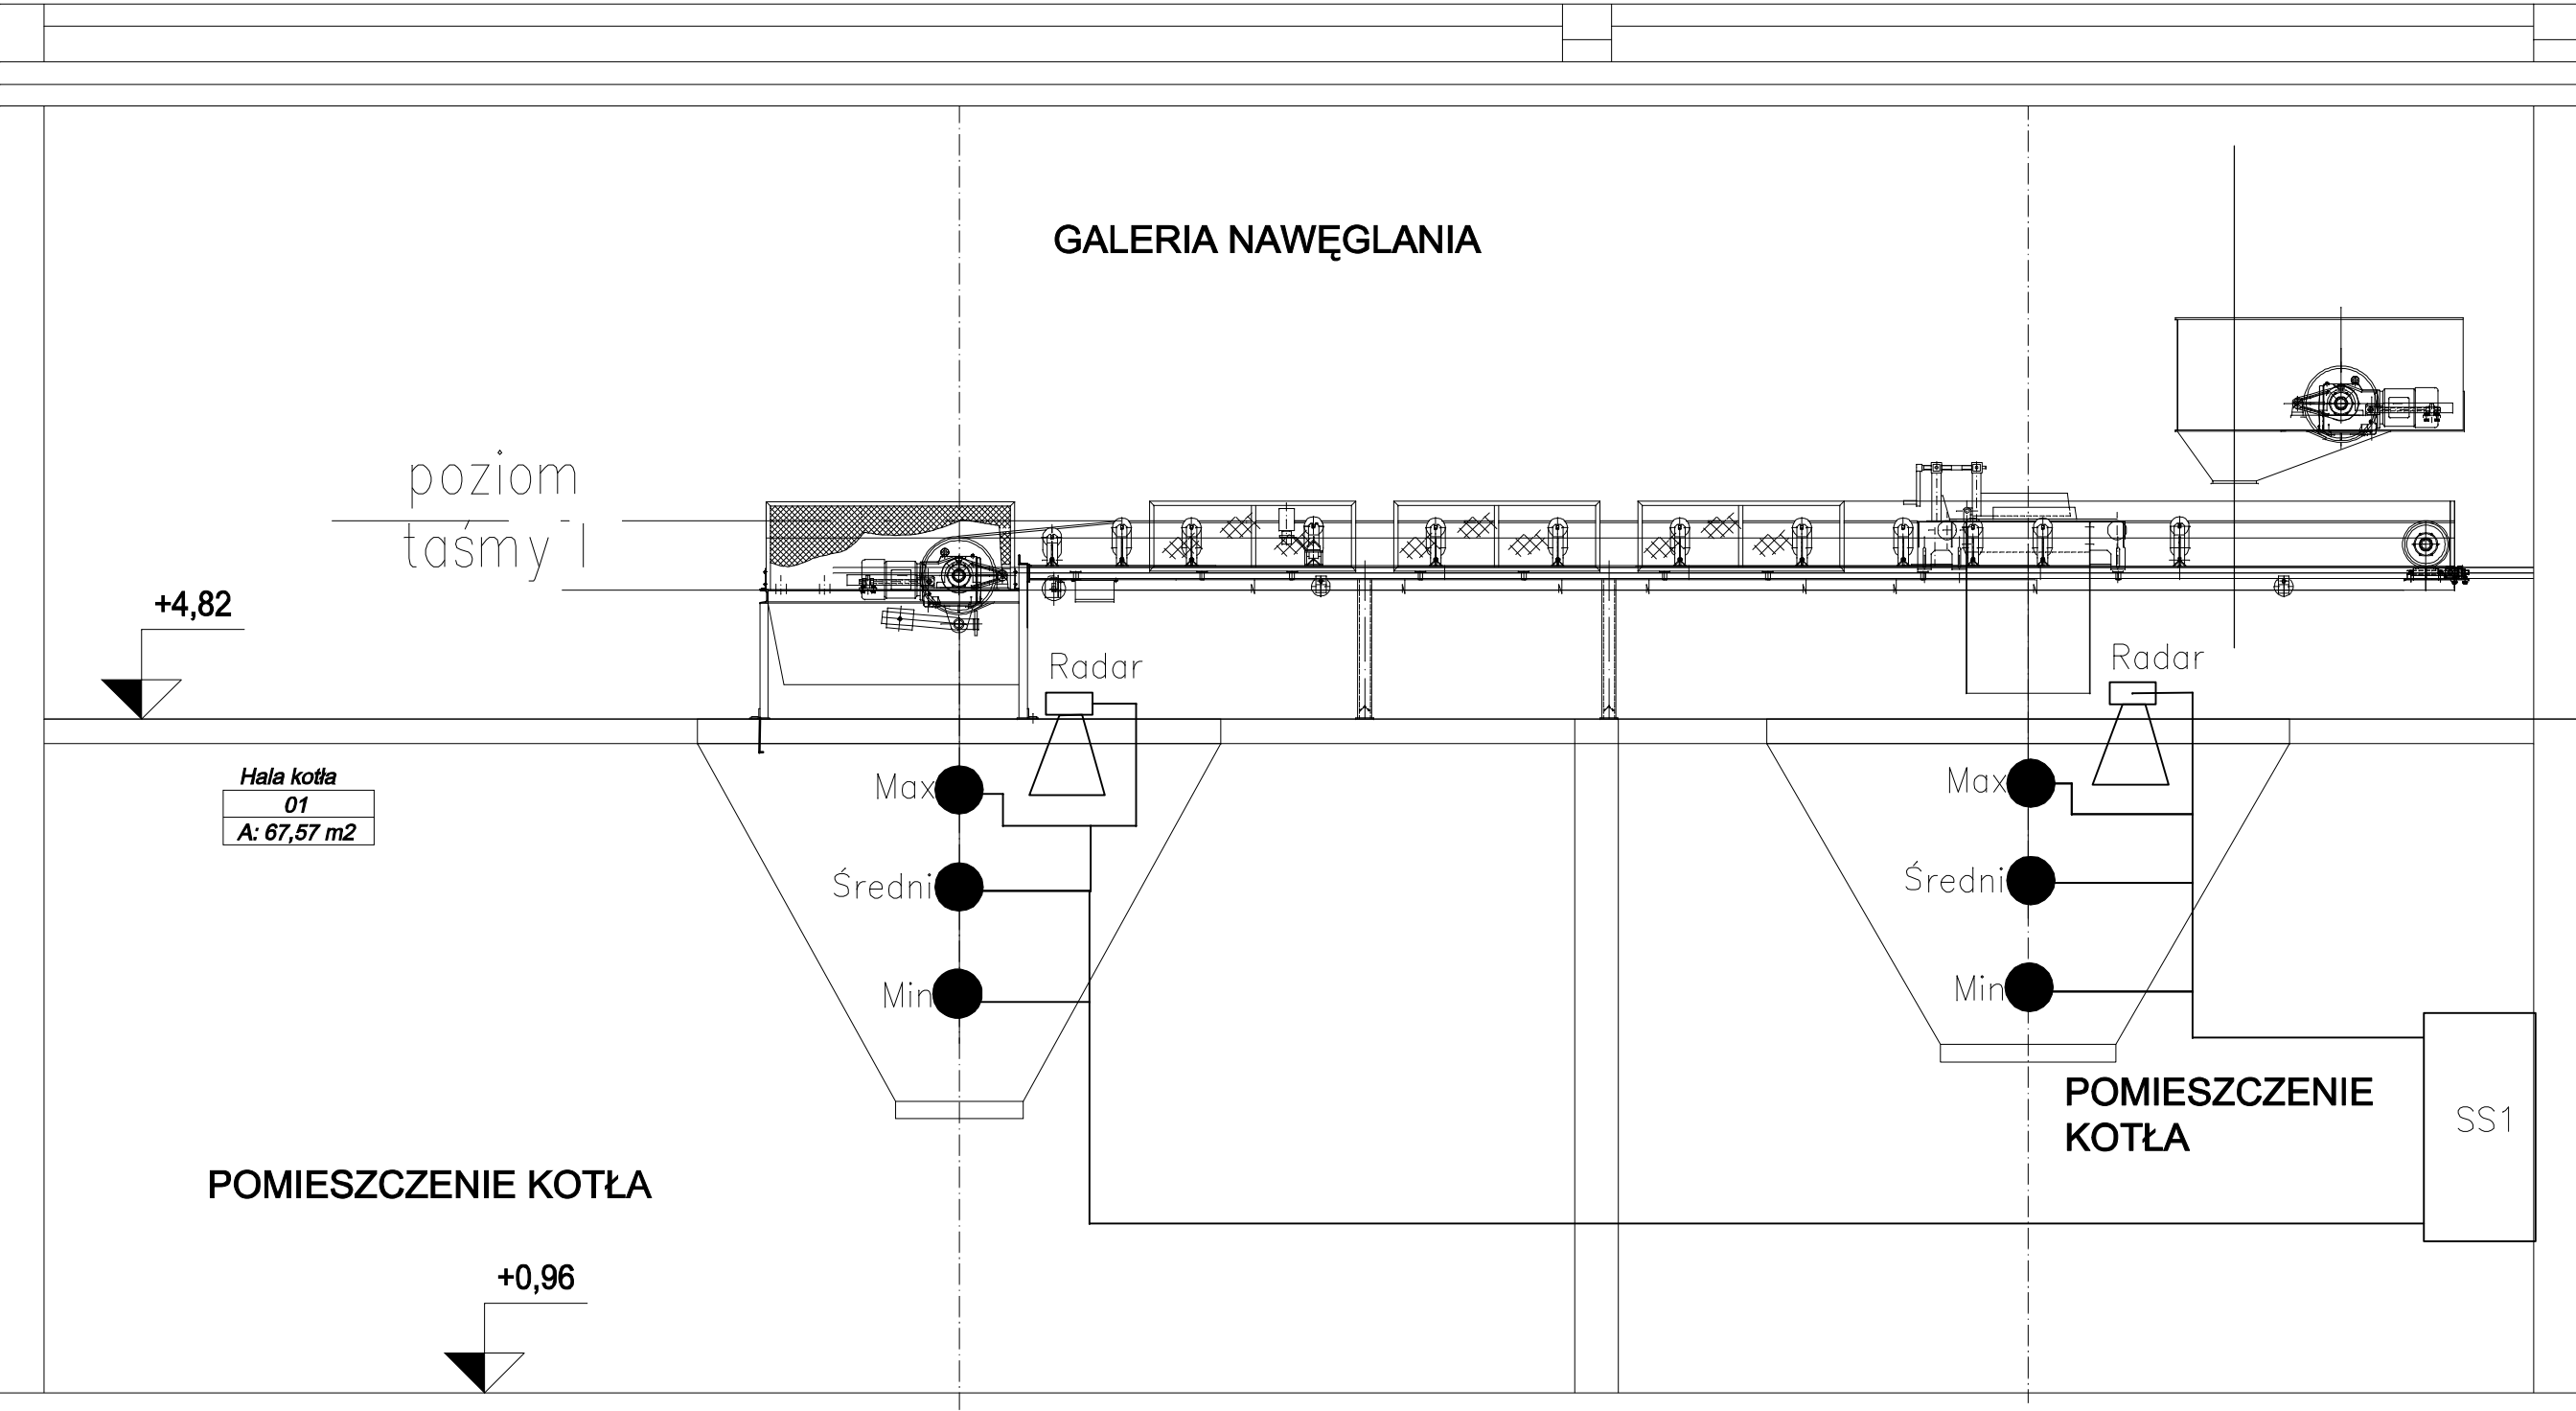 GALERIA NAWĘGLANIA
poziom
taśmy 1
+4,82
Radar
Radar
Hala kotła
01
A: 67,57 m2
Max
Średni
Min
Max
Średni
Min
POMIESZCZENIE
KOTŁA
SS1
POMIESZCZENIE KOTŁA
+0,96